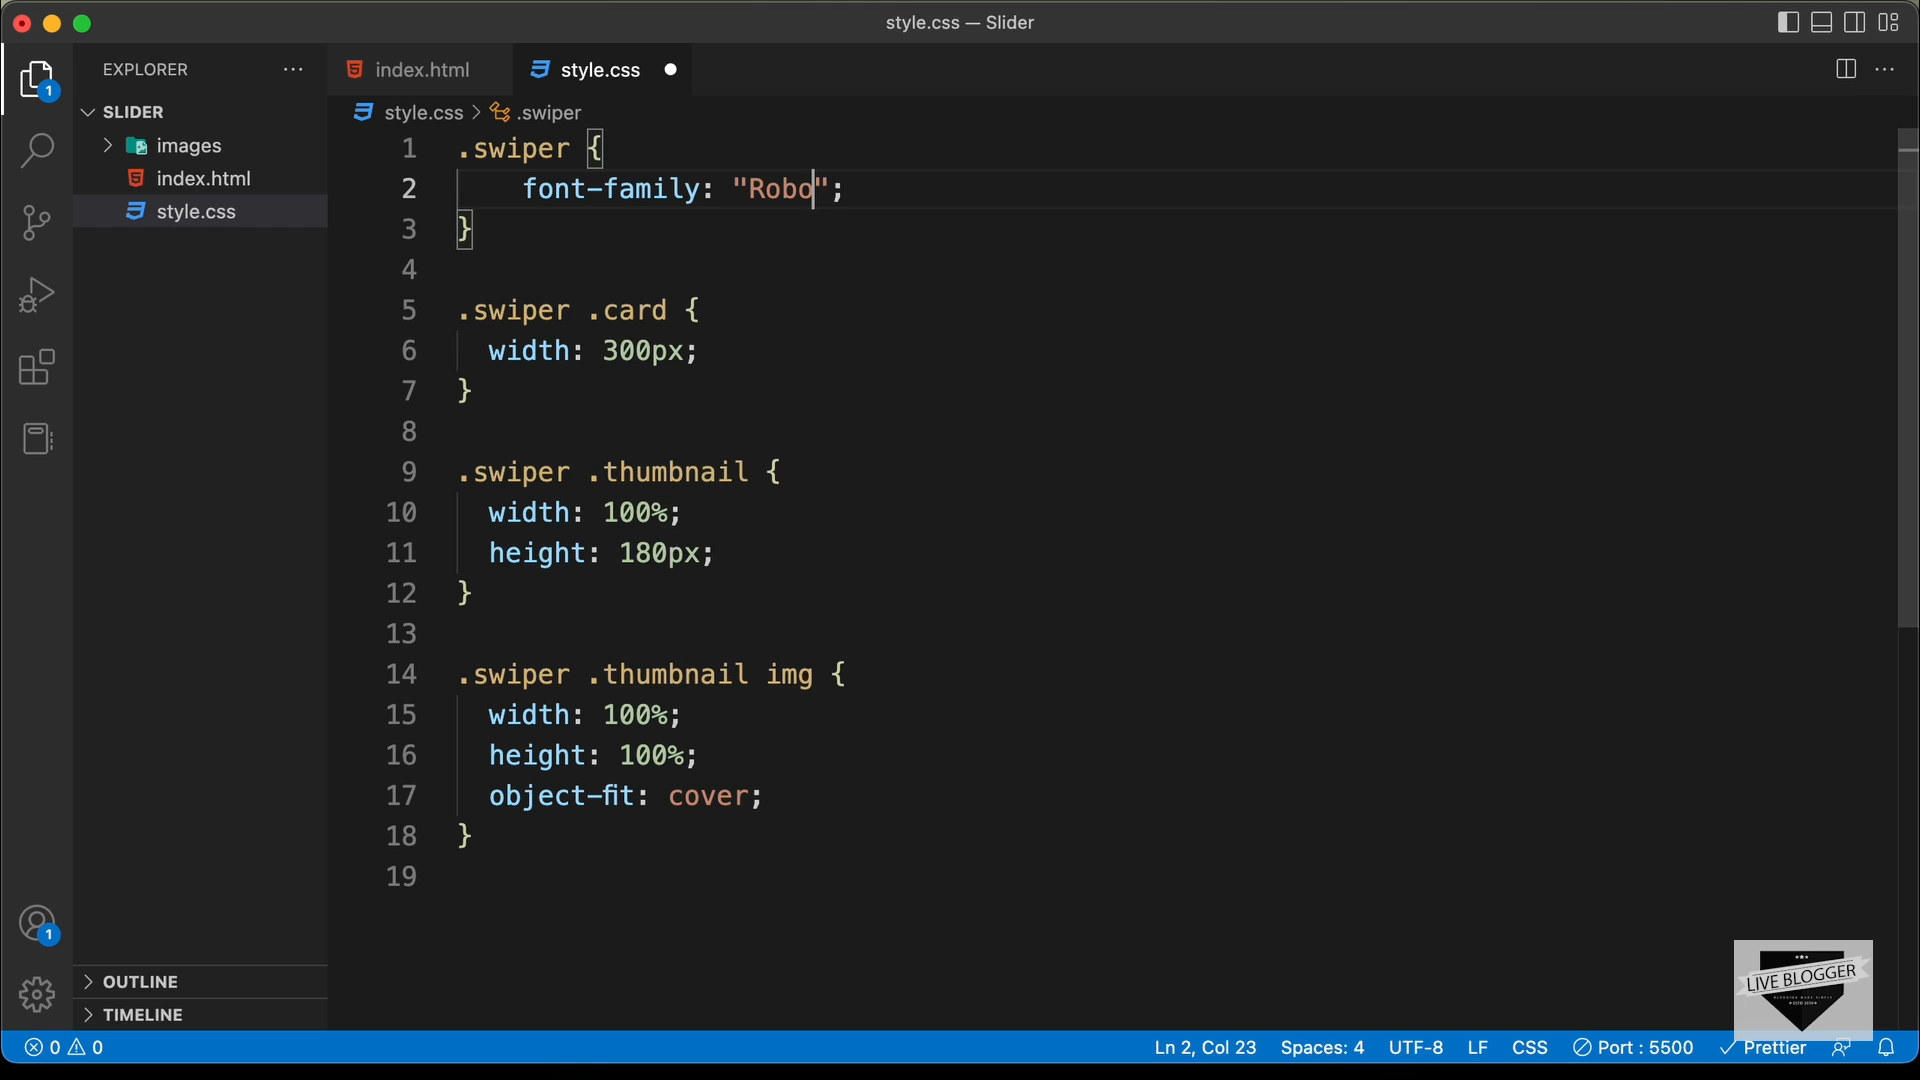 style.css — Slider
EXPLORER
index.html
style.css
1
SLIDER
style.css > .swiper
images
index.html
style.css
1 .swiper {
2 font-family: "Robo";
3 }
4
5 .swiper .card {
6 width: 300px;
7 }
8
9 .swiper .thumbnail {
10 width: 100%;
11 height: 180px;
12 }
13
14 .swiper .thumbnail img {
15 width: 100%;
16 height: 100%;
17 object-fit: cover;
18 }
19
1
OUTLINE
TIMELINE
LIVE BLOGGER
0 0
Ln 2, Col 23
Spaces: 4
UTF-8
LF
CSS
Port : 5500
Prettier